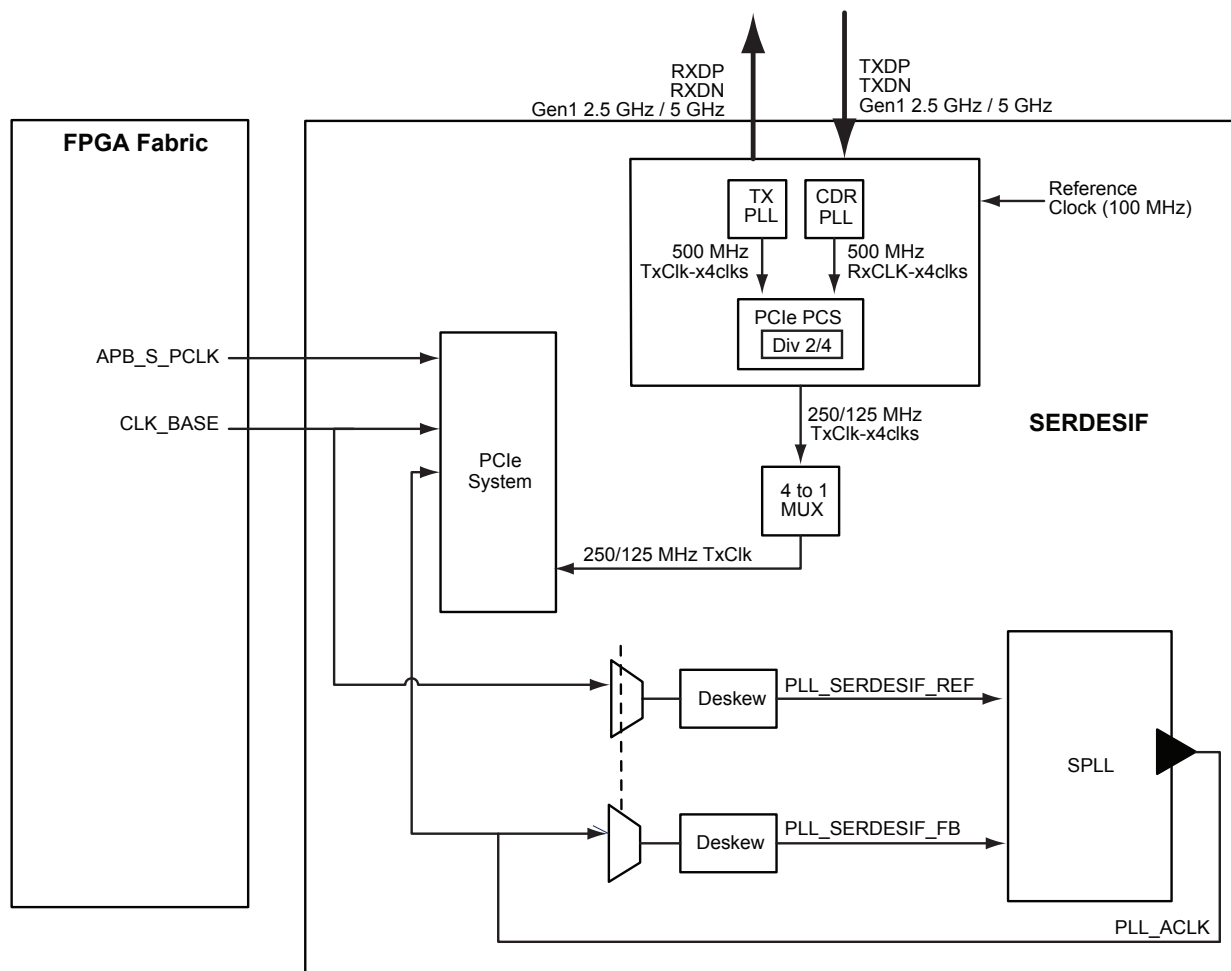 RXDP
RXDN
Gen1 2.5 GHz / 5 GHz
TXDP
TXDN
Gen1 2.5 GHz / 5 GHz
FPGA Fabric
TX
PLL
CDR
PLL
Reference
Clock (100 MHz)
500 MHz
TxClk-x4clks
500 MHz
RxCLK-x4clks
PCIe PCS
Div 2/4
APB_S_PCLK
CLK_BASE
250/125 MHz
TxClk-x4clks
SERDESIF
PCIe
System
4 to 1
MUX
250/125 MHz TxClk
Deskew
PLL_SERDESIF_REF
SPLL
Deskew
PLL_SERDESIF_FB
PLL_ACLK